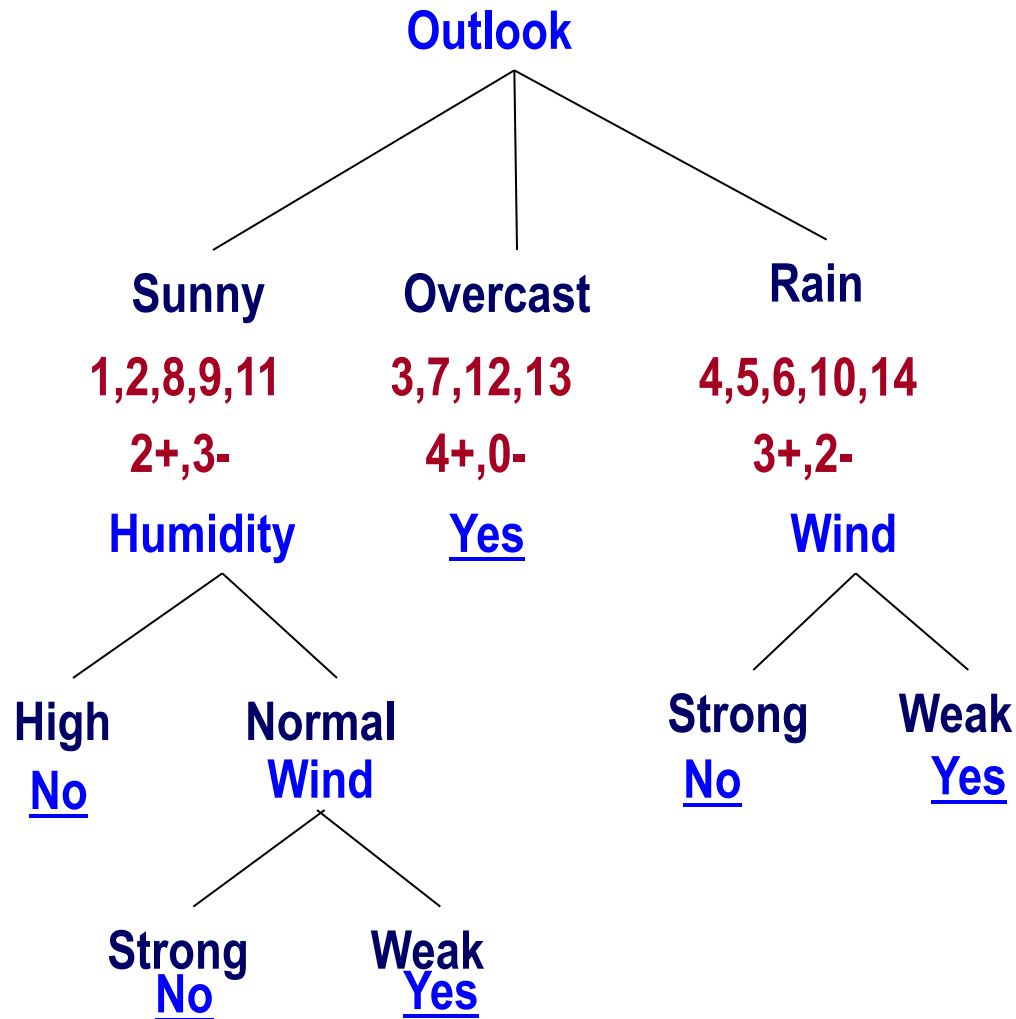 Outlook
Sunny Overcast Rain
1,2,8,9,11 3,7,12,13 4,5,6,10,14
2+,3- 4+,0- 3+,2-
Humidity Yes Wind
High Normal Strong Weak
No Wind No Yes
Strong Weak
No Yes